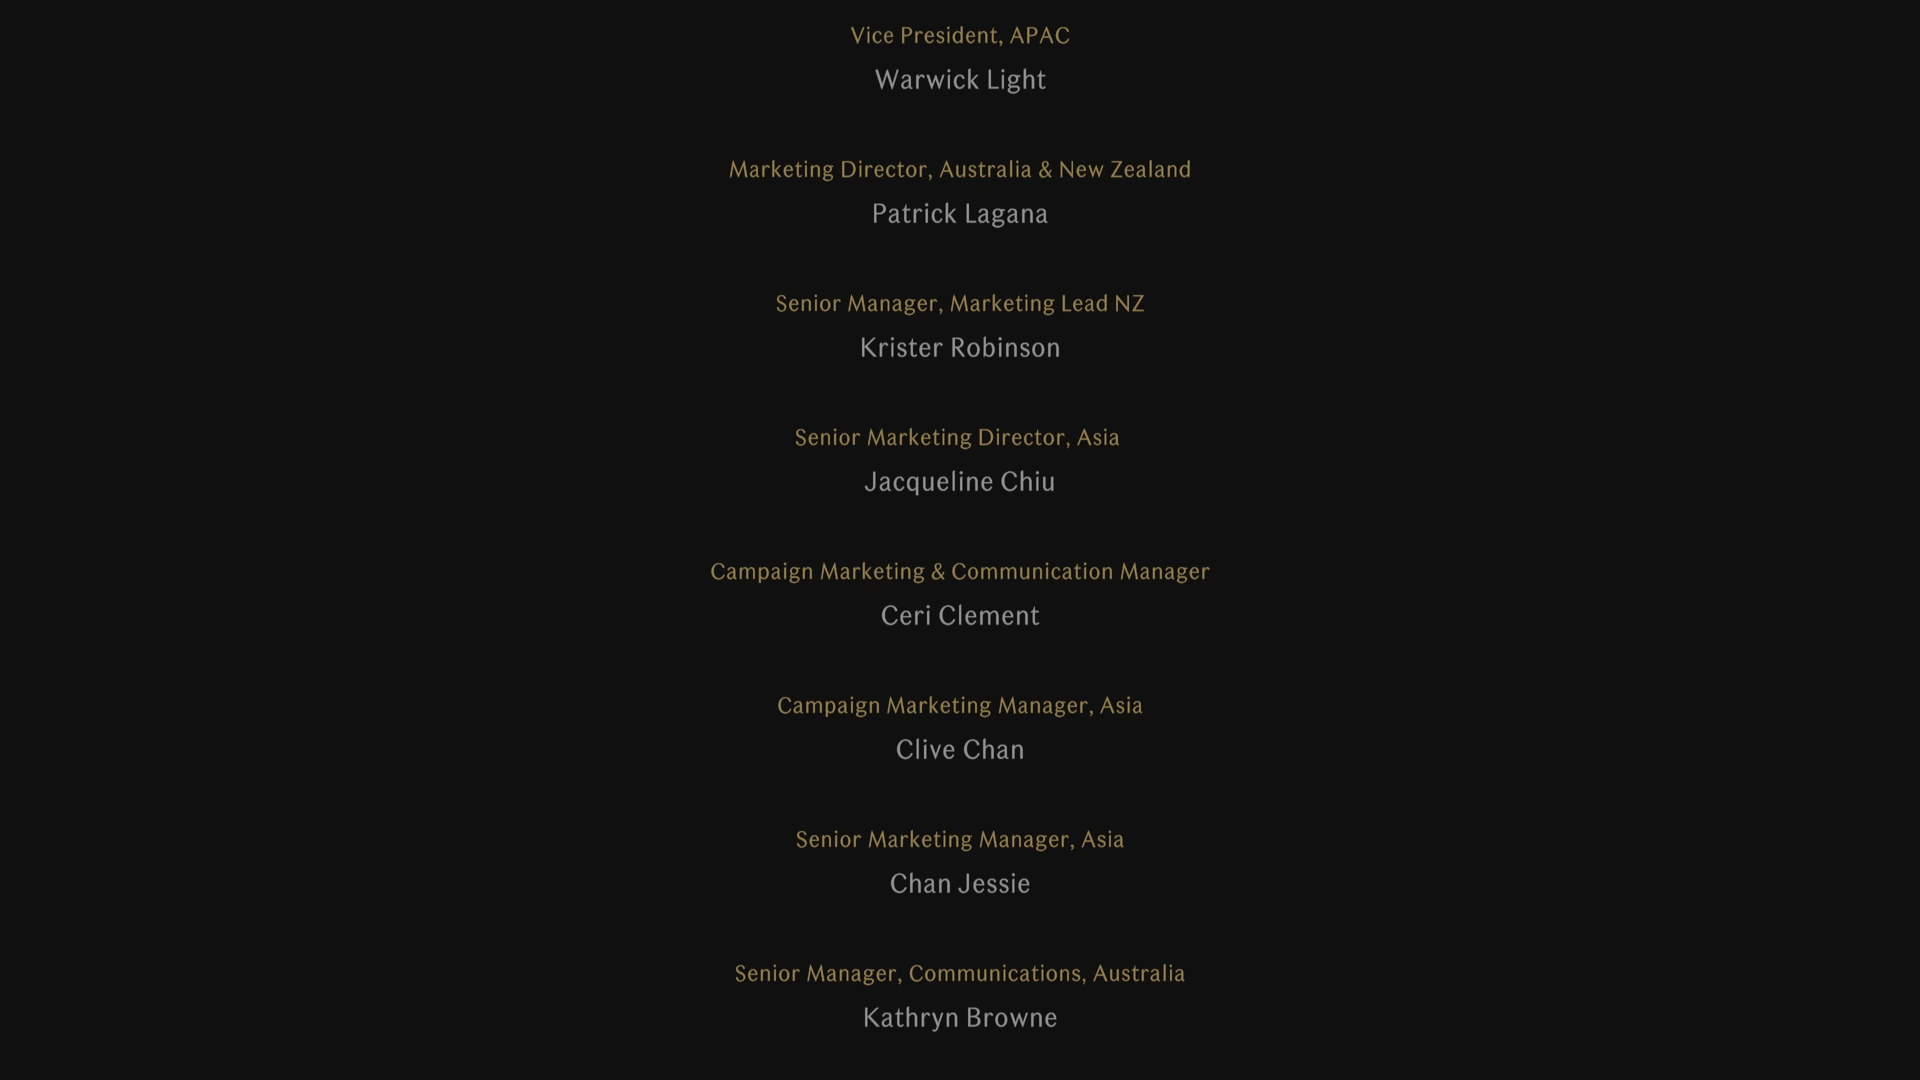 Vice President, APAC
Warwick Light
Marketing Director, Australia & New Zealand
Patrick Lagana
Senior Manager, Marketing Lead NZ
Krister Robinson
Senior Marketing Director, Asia
Jacqueline Chiu
Campaign Marketing & Communication Manager
Ceri Clement
Campaign Marketing Manager, Asia
Clive Chan
Senior Marketing Manager, Asia
Chan Jessie
Senior Manager, Communications, Australia
Kathryn Browne